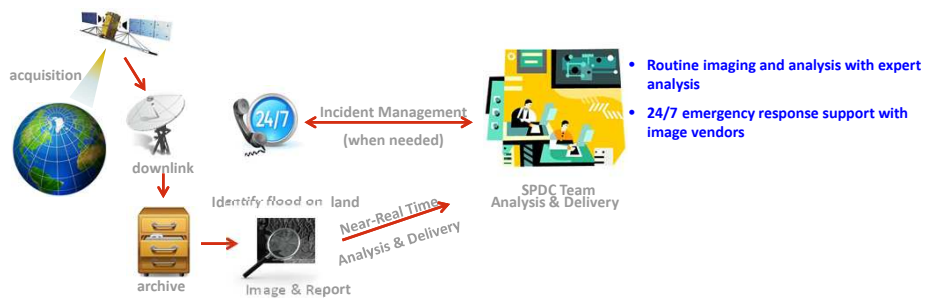 acquisition
downlink
archive
24/7
Incident Management
(when needed)
Identify flood on land
Image & Report
Near-Real Time
Analysis & Delivery
SPDC Team
Analysis & Delivery
• Routine imaging and analysis with expert
analysis
• 24/7 emergency response support with
image vendors